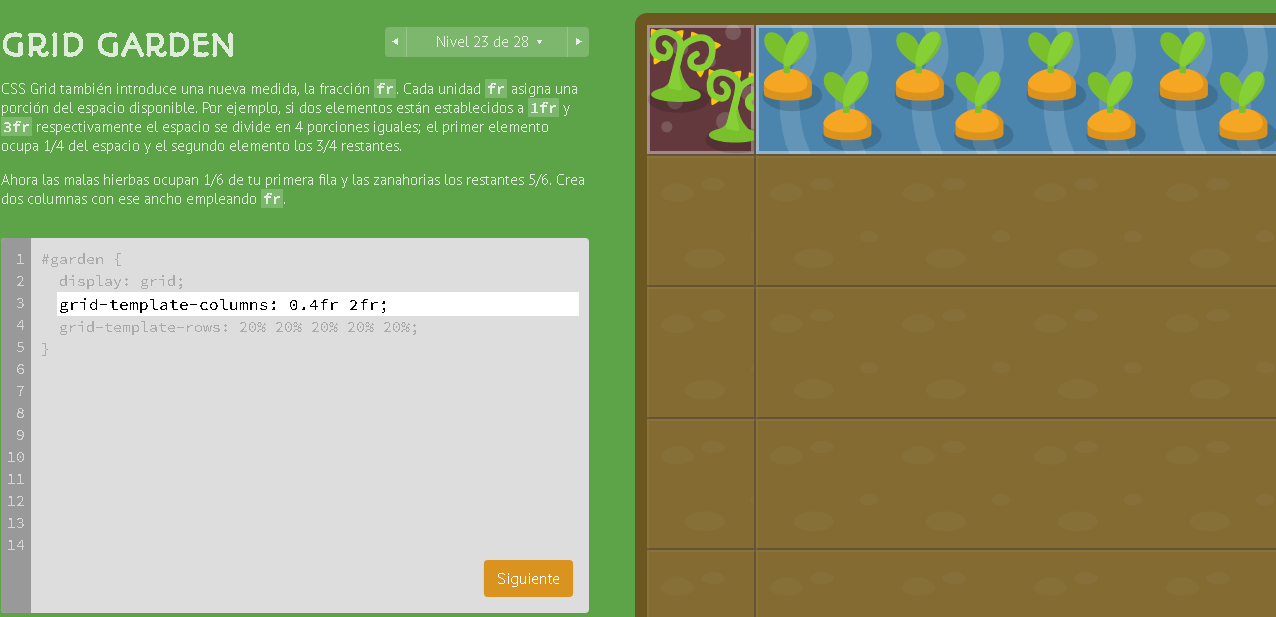 GRID GARDEN
◄ Nivel 23 de 28 ▾ ►
CSS Grid también introduce una nueva medida, la fracción fr. Cada unidad fr asigna una
porción del espacio disponible. Por ejemplo, si dos elementos están establecidos a 1fr y
3fr respectivamente el espacio se divide en 4 porciones iguales; el primer elemento
ocupa 1/4 del espacio y el segundo elemento los 3/4 restantes.
Ahora las malas hierbas ocupan 1/6 de tu primera fila y las zanahorias los restantes 5/6. Crea
dos columnas con ese ancho empleando fr.
1 #garden {
2 display: grid;
3 grid-template-columns: 0.4fr 2fr;
4 grid-template-rows: 20% 20% 20% 20% 20%;
5 }
6
7
8
9
10
11
12
13
14
Siguiente